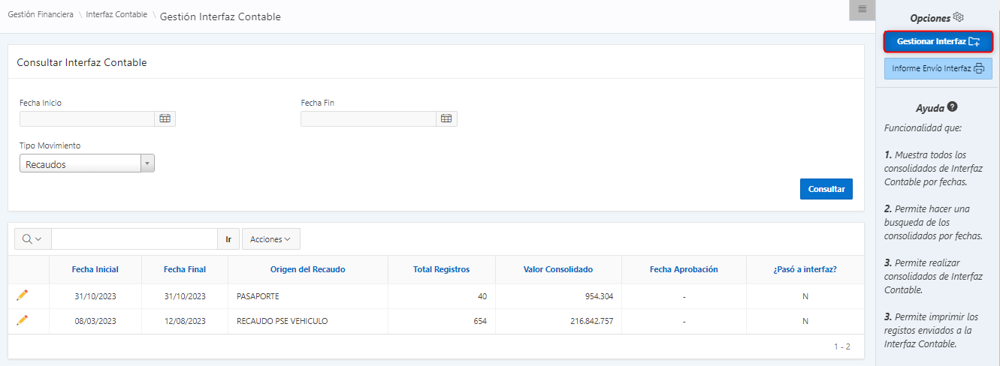 Gestión Financiera \ Interfaz Contable \ Gestión Interfaz Contable
Consultar Interfaz Contable
Fecha Inicio
Fecha Fin
Tipo Movimiento
Recaudos
Consultar
Ir
Acciones
Fecha Inicial Fecha Final Origen del Recaudo Total Registros Valor Consolidado Fecha Aprobación ¿Pasó a interfaz?
31/10/2023 31/10/2023 PASAPORTE 40 954.304 - N
08/03/2023 12/08/2023 RECAUDO PSE VEHICULO 654 216.842.757 - N
1 - 2
Opciones
Gestionar Interfaz
Informe Envío Interfaz
Ayuda
Funcionalidad que:
1. Muestra todos los
consolidados de Interfaz
Contable por fechas.
2. Permite hacer una
busqueda de los
consolidados por fechas.
3. Permite realizar
consolidados de Interfaz
Contable.
3. Permite imprimir los
registos enviados a la
Interfaz Contable.